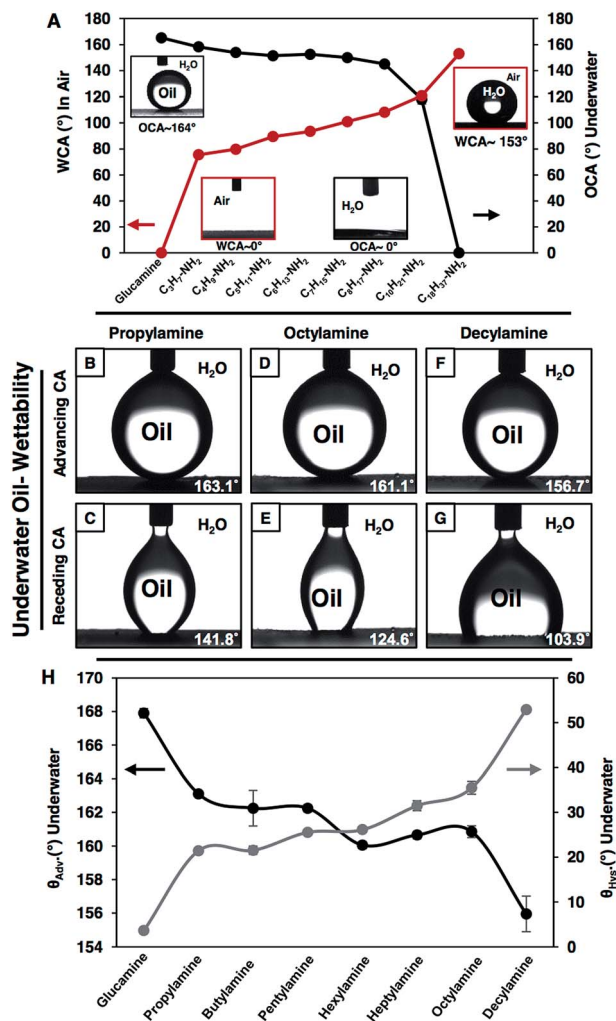 A
WCA (°) In Air
OCA (°) Underwater
180
160
140
120
100
80
60
40
20
0
180
160
140
120
100
80
60
40
20
0
H₂O
Oil
OCA~164°
Air
WCA~0°
H₂O
OCA~ 0°
Air
H₂O
WCA~ 153°
Glucamine
C₃H₇-NH₂
C₄H₉-NH₂
C₅H₁₁-NH₂
C₆H₁₃-NH₂
C₇H₁₅-NH₂
C₈H₁₇-NH₂
C₁₀H₂₁-NH₂
C₁₈H₃₇-NH₂
Underwater Oil- Wettability
Propylamine
Octylamine
Decylamine
Advancing CA
B
H₂O
Oil
163.1°
D
H₂O
Oil
161.1°
F
H₂O
Oil
156.7°
Receding CA
C
H₂O
Oil
141.8°
E
H₂O
Oil
124.6°
G
H₂O
Oil
103.9°
H
θAdv.(°) Underwater
θHys.(°) Underwater
170
168
166
164
162
160
158
156
154
60
50
40
30
20
10
0
Glucamine
Propylamine
Butylamine
Pentylamine
Hexylamine
Heptylamine
Octylamine
Decylamine